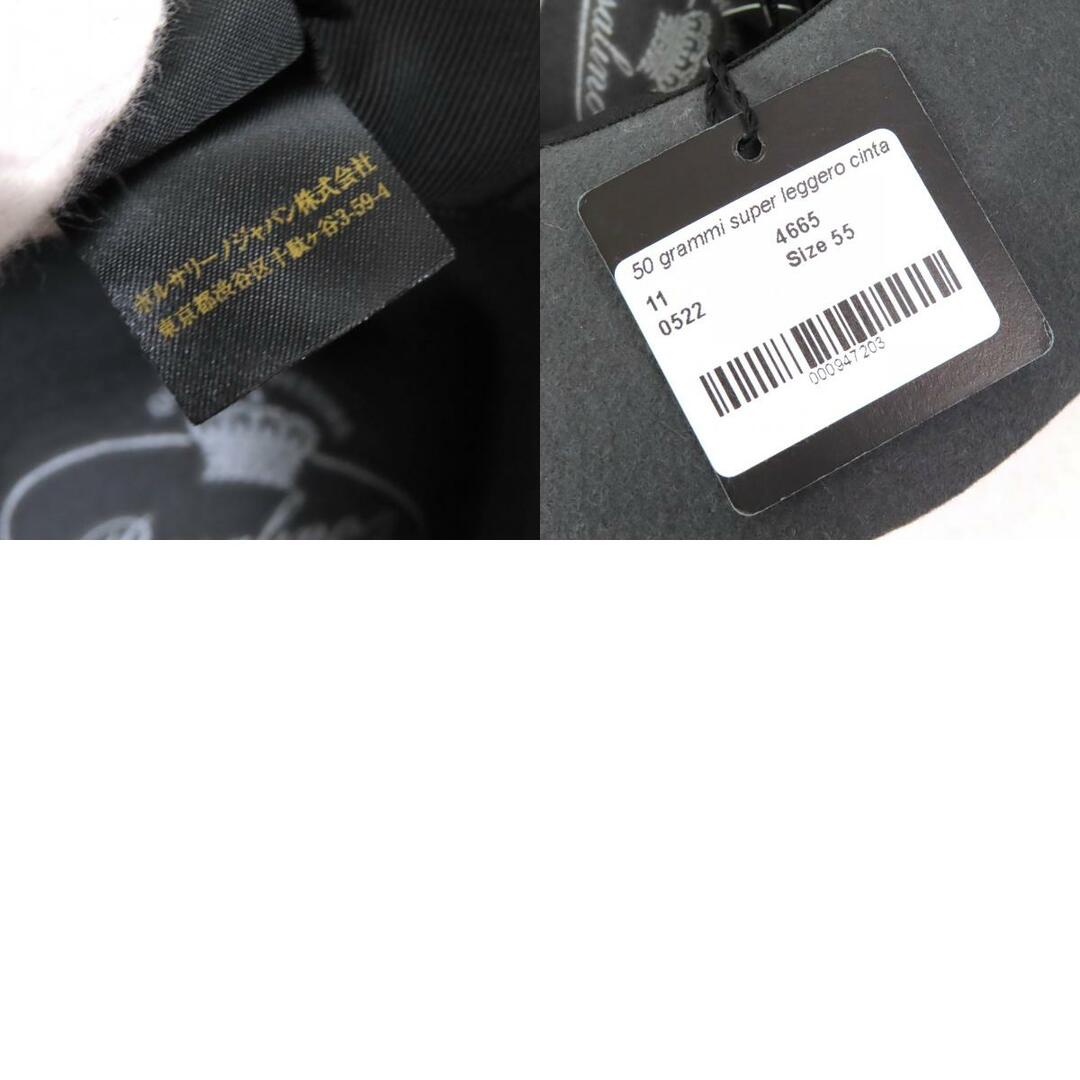 ボルサリーノジャパン株式会社
東京都渋谷区千駄ヶ谷3-59-4
50 grammi super leggero cinta
4665
Size 55
11
0522
000947203